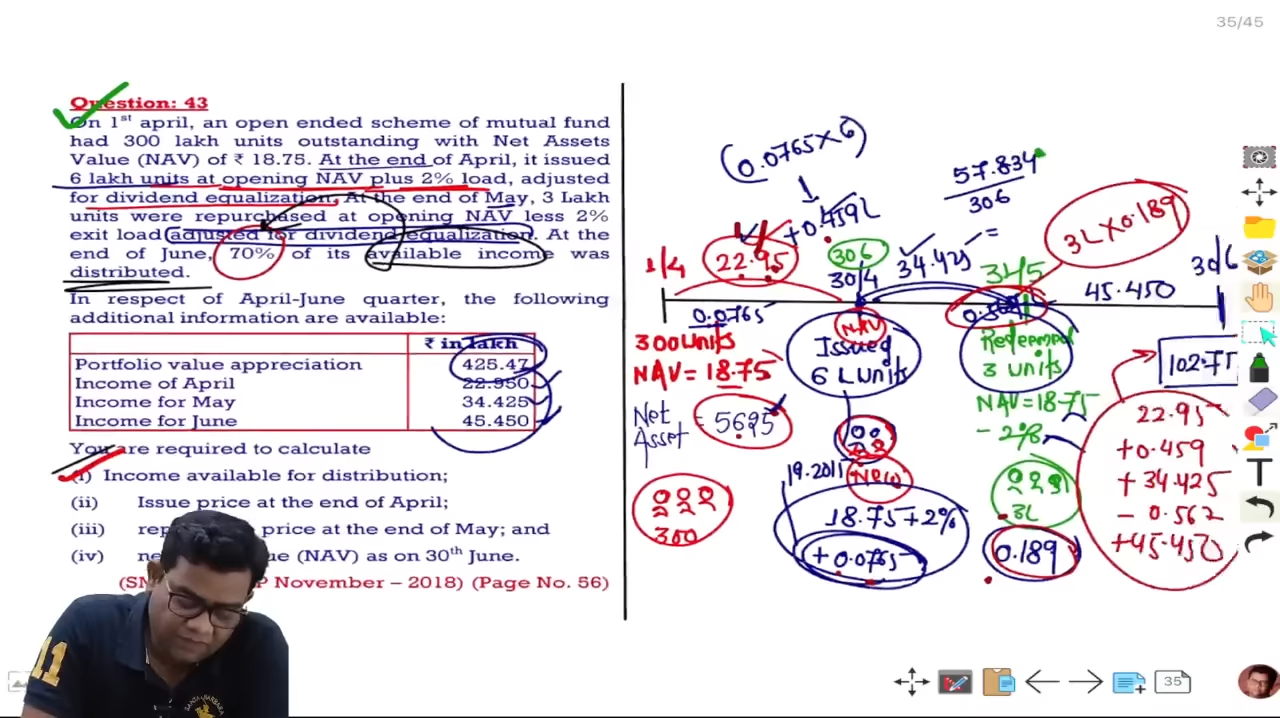 35/45
Question: 43
On 1st april, an open ended scheme of mutual fund
had 300 lakh units outstanding with Net Assets
Value (NAV) of ₹ 18.75. At the end of April, it issued
6 lakh units at opening NAV plus 2% load, adjusted
for dividend equalization. At the end of May, 3 Lakh
units were repurchased at opening NAV less 2%
exit load adjusted for dividend equalization. At the
end of June, 70% of its available income was
distributed.
In respect of April-June quarter, the following
additional information are available:
₹ in lakh
Portfolio value appreciation 425.47
Income of April 22.950
Income for May 34.425
Income for June 45.450
You are required to calculate
(i) Income available for distribution;
(ii) Issue price at the end of April;
(iii) price at the end of May; and
(iv) (NAV) as on 30th June.
November – 2018) (Page No. 56)
11
(0.0765 × 6)
+0.459L
57.834
306
=
3L × 0.189
1/4
22.95
306
30/4
34.425
31/5
45.450
30/6
0.0765
300 Units
NAV = 18.75
Net
Asset = 5625
300
NAV
Issued
6 L Units
19.2015
New
18.75 + 2%
+ 0.0765
Redeemed
3 units
NAV = 18.75
- 2%
3L
0.189
102.7
22.95
+0.459
+ 34.425
- 0.567
+45.450
35